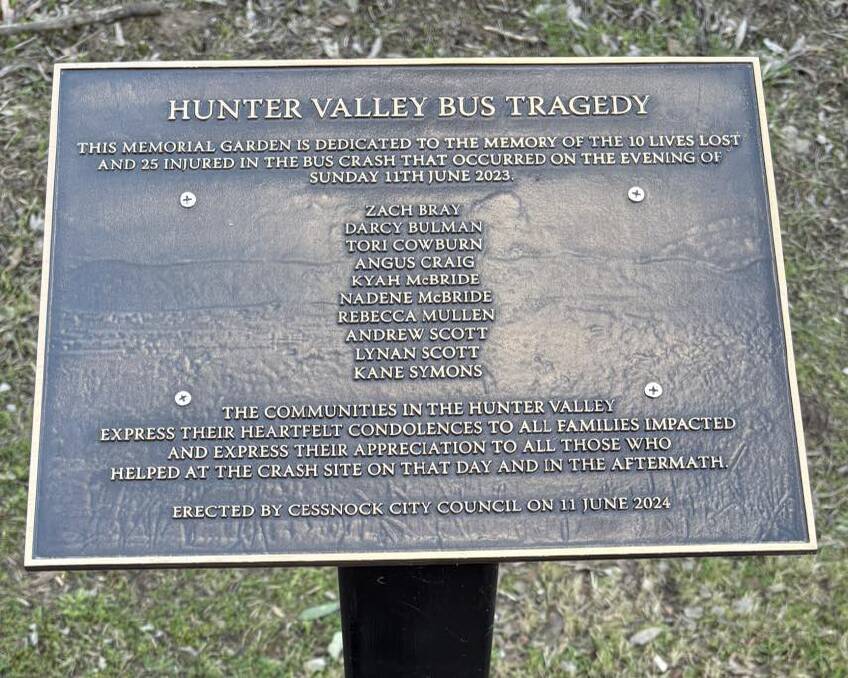 HUNTER VALLEY BUS TRAGEDY
THIS MEMORIAL GARDEN IS DEDICATED TO THE MEMORY OF THE 10 LIVES LOST
AND 25 INJURED IN THE BUS CRASH THAT OCCURRED ON THE EVENING OF
SUNDAY 11TH JUNE 2023.
ZACH BRAY
DARCY BULMAN
TORI COWBURN
ANGUS CRAIG
KYAH McBRIDE
NADENE McBRIDE
REBECCA MULLEN
ANDREW SCOTT
LYNAN SCOTT
KANE SYMONS
THE COMMUNITIES IN THE HUNTER VALLEY
EXPRESS THEIR HEARTFELT CONDOLENCES TO ALL FAMILIES IMPACTED
AND EXPRESS THEIR APPRECIATION TO ALL THOSE WHO
HELPED AT THE CRASH SITE ON THAT DAY AND IN THE AFTERMATH.
ERECTED BY CESSNOCK CITY COUNCIL ON 11 JUNE 2024